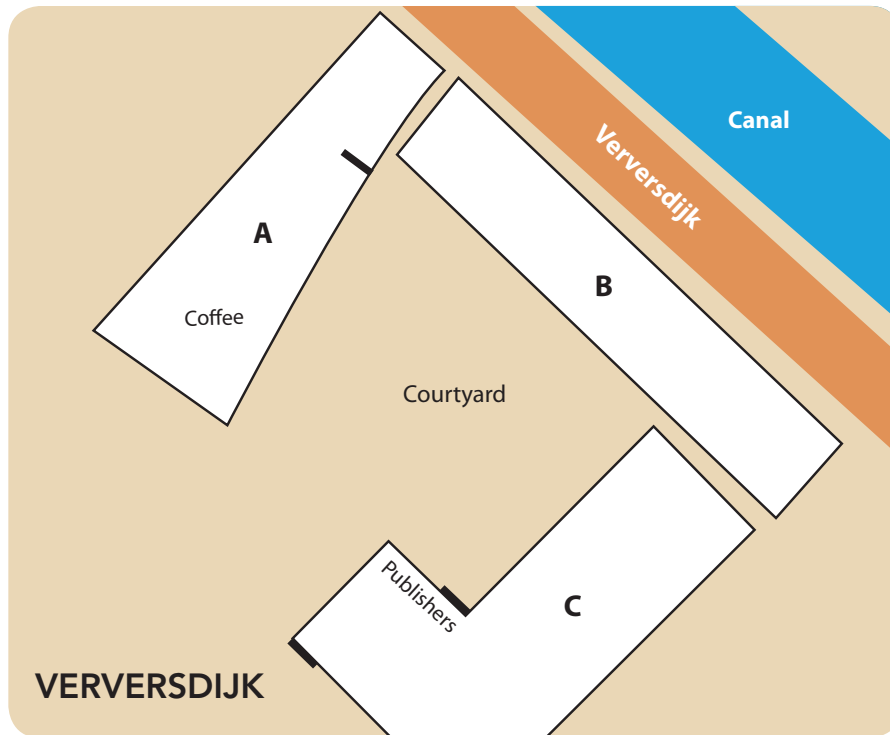 Canal
Verversdijk
A
B
Coffee
Courtyard
Publishers
C
VERVERSDIJK